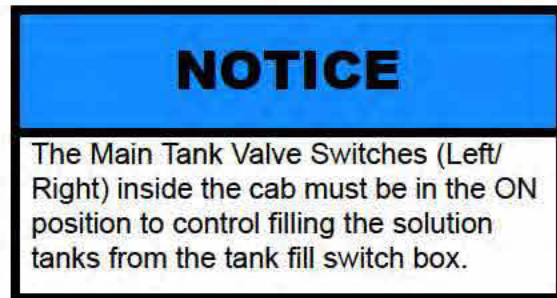 NOTICE
The Main Tank Valve Switches (Left/
Right) inside the cab must be in the ON
position to control filling the solution
tanks from the tank fill switch box.